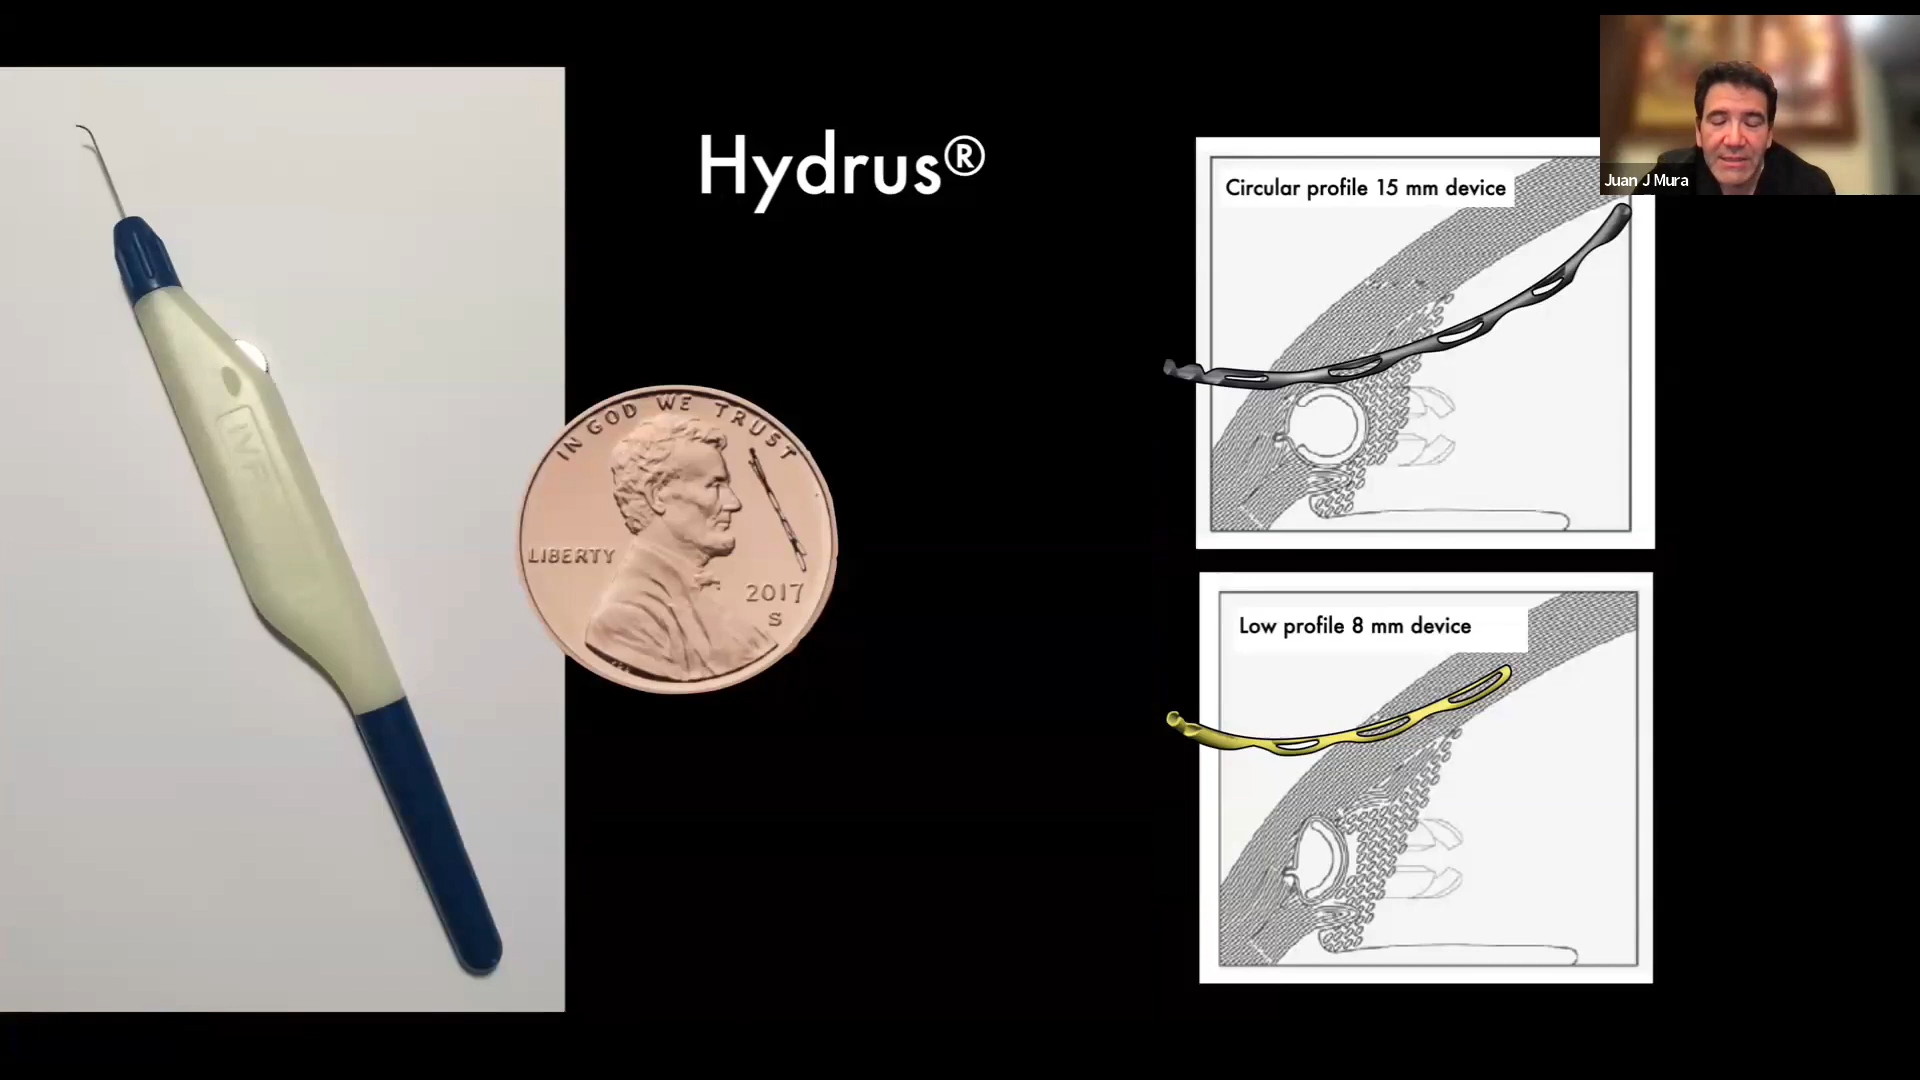 Hydrus®
IN GOD WE TRUST
LIBERTY
2017
S
Circular profile 15 mm device
Low profile 8 mm device
Juan J Mura